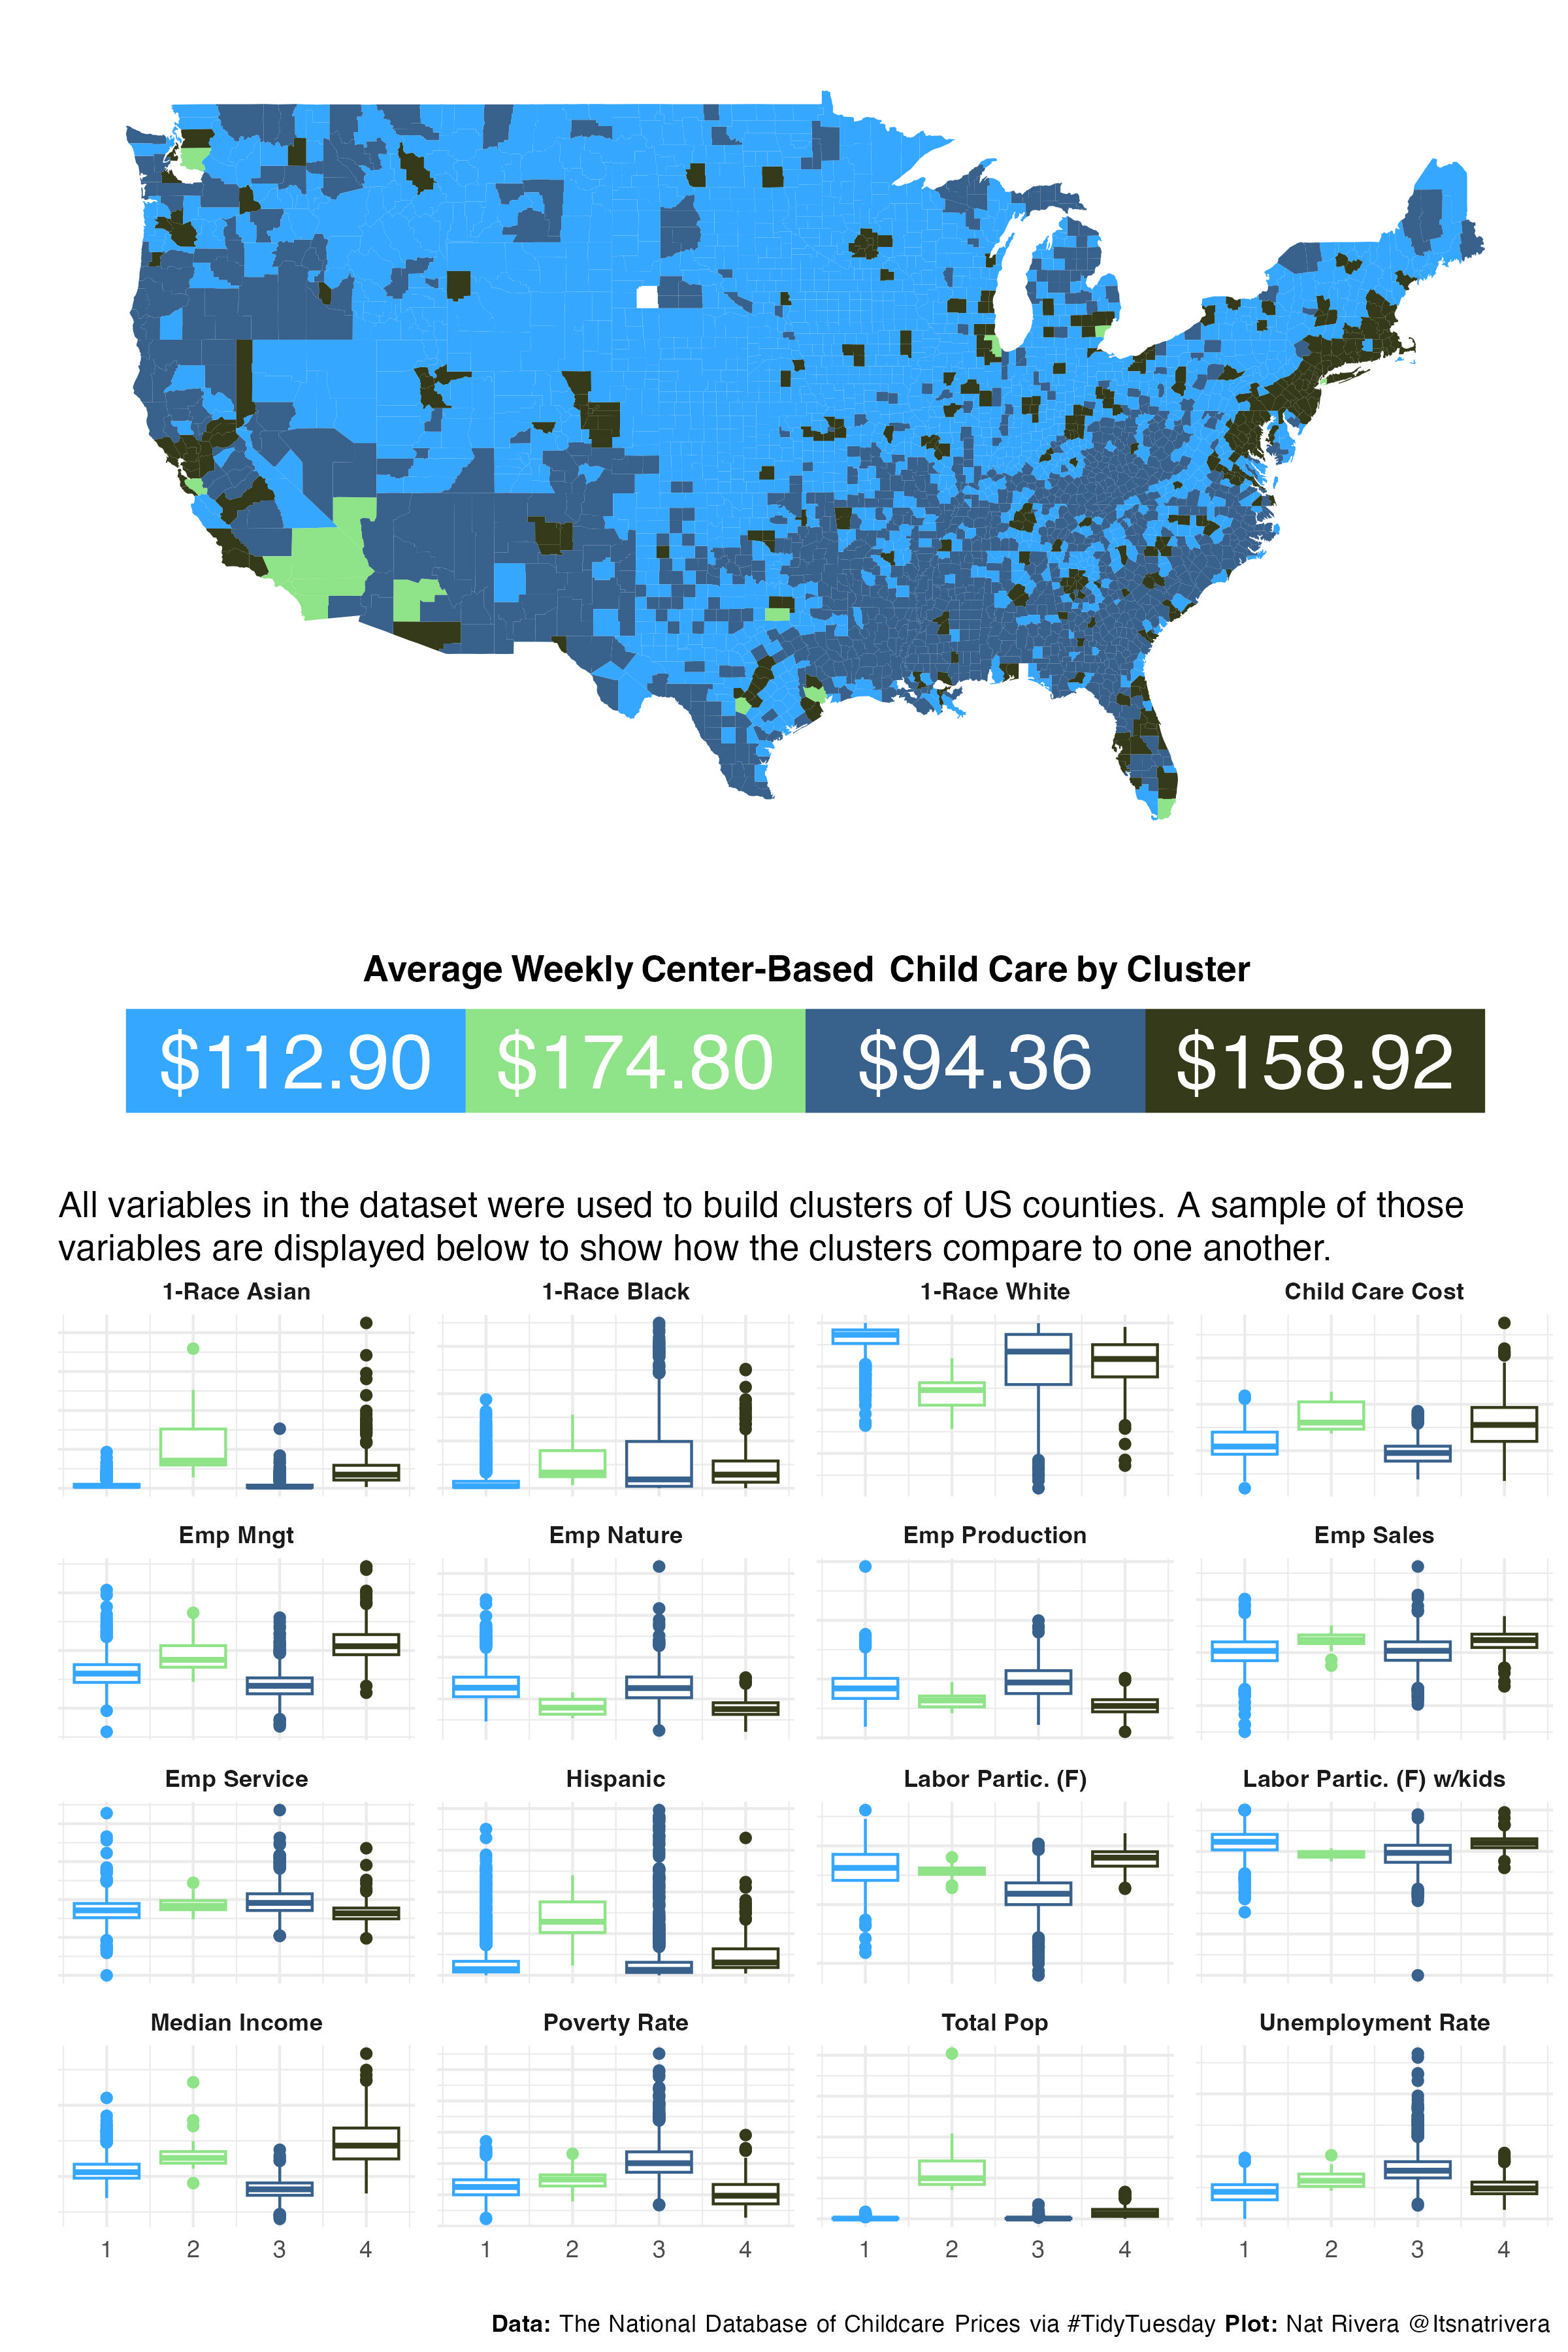 Average Weekly Center-Based Child Care by Cluster
$112.90 $174.80 $94.36 $158.92
All variables in the dataset were used to build clusters of US counties. A sample of those
variables are displayed below to show how the clusters compare to one another.
1-Race Asian 1-Race Black 1-Race White Child Care Cost
Emp Mngt Emp Nature Emp Production Emp Sales
Emp Service Hispanic Labor Partic. (F) Labor Partic. (F) w/kids
Median Income Poverty Rate Total Pop Unemployment Rate
1 2 3 4 1 2 3 4 1 2 3 4 1 2 3 4
Data: The National Database of Childcare Prices via #TidyTuesday Plot: Nat Rivera @Itsnatrivera